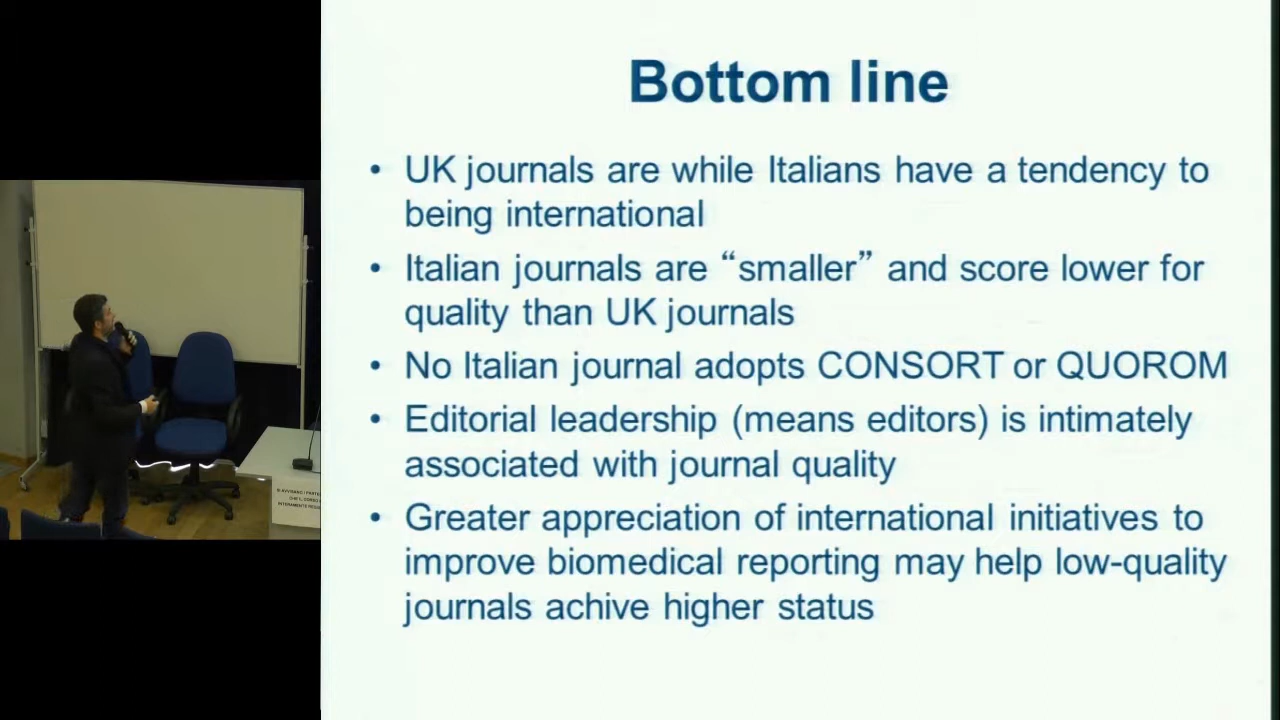 Bottom line
• UK journals are while Italians have a tendency to
being international
• Italian journals are “smaller” and score lower for
quality than UK journals
• No Italian journal adopts CONSORT or QUOROM
• Editorial leadership (means editors) is intimately
associated with journal quality
• Greater appreciation of international initiatives to
improve biomedical reporting may help low-quality
journals achive higher status
CHE IL CORSO